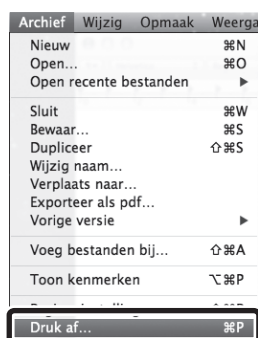 Archief Wijzig Opmaak Weerga
Nieuw ⌘N
Open... ⌘O
Open recente bestanden ▶
Sluit ⌘W
Bewaar... ⌘S
Dupliceer ⇧⌘S
Wijzig naam...
Verplaats naar...
Exporteer als pdf...
Vorige versie ▶
Voeg bestanden bij... ⇧⌘A
Toon kenmerken ⌥⌘P
Druk af... ⌘P